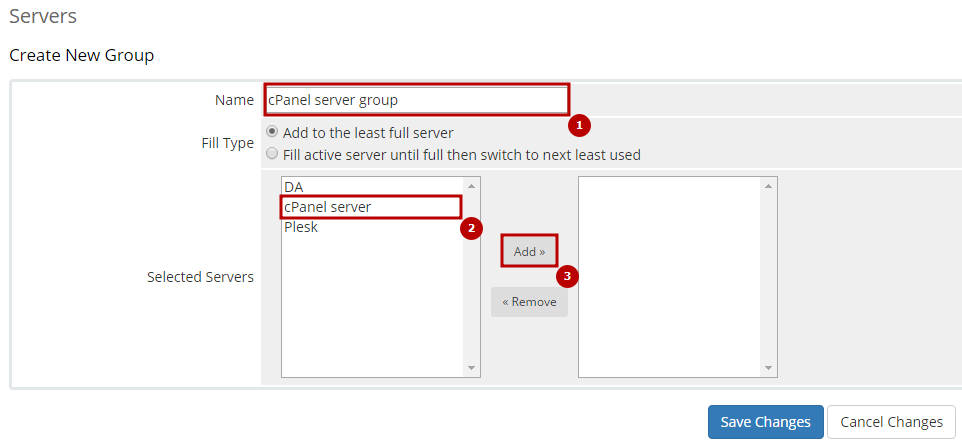 Servers
Create New Group
Name
cPanel server group
1
Fill Type
Add to the least full server
Fill active server until full then switch to next least used
Selected Servers
DA
cPanel server
2
Plesk
Add »
3
« Remove
Save Changes
Cancel Changes